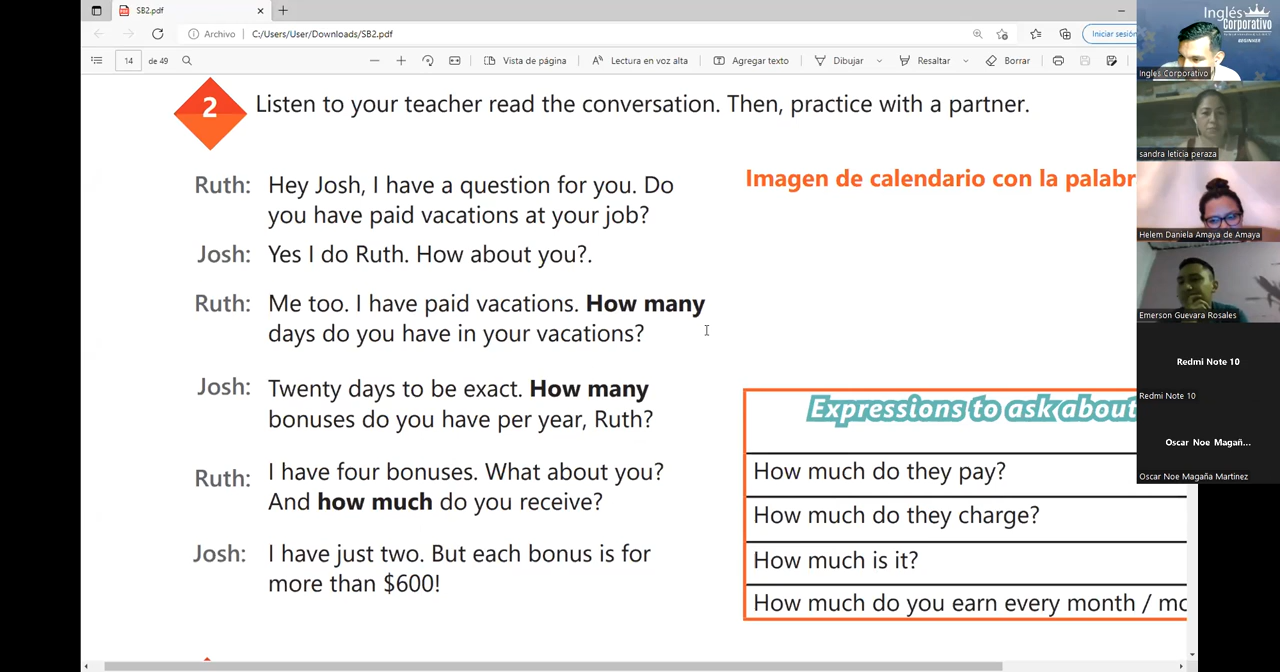 SB2.pdf
Archivo
C:/Users/User/Downloads/SB2.pdf
Iniciar sesión
14 de 49
Vista de página
Lectura en voz alta
Agregar texto
Dibujar
Resaltar
Borrar
2
Listen to your teacher read the conversation. Then, practice with a partner.
Ruth: Hey Josh, I have a question for you. Do
you have paid vacations at your job?
Josh: Yes I do Ruth. How about you?.
Ruth: Me too. I have paid vacations. How many
days do you have in your vacations?
Josh: Twenty days to be exact. How many
bonuses do you have per year, Ruth?
Ruth: I have four bonuses. What about you?
And how much do you receive?
Josh: I have just two. But each bonus is for
more than $600!
Imagen de calendario con la palabr
Expressions to ask about
How much do they pay?
How much do they charge?
How much is it?
How much do you earn every month / mo
Inglés
Corporativo
BEGINNER
Inglés Corporativo
sandra leticia peraza
Helem Daniela Amaya de Amaya
Emerson Guevara Rosales
Redmi Note 10
Redmi Note 10
Oscar Noe Magañ...
Oscar Noe Magaña Martinez